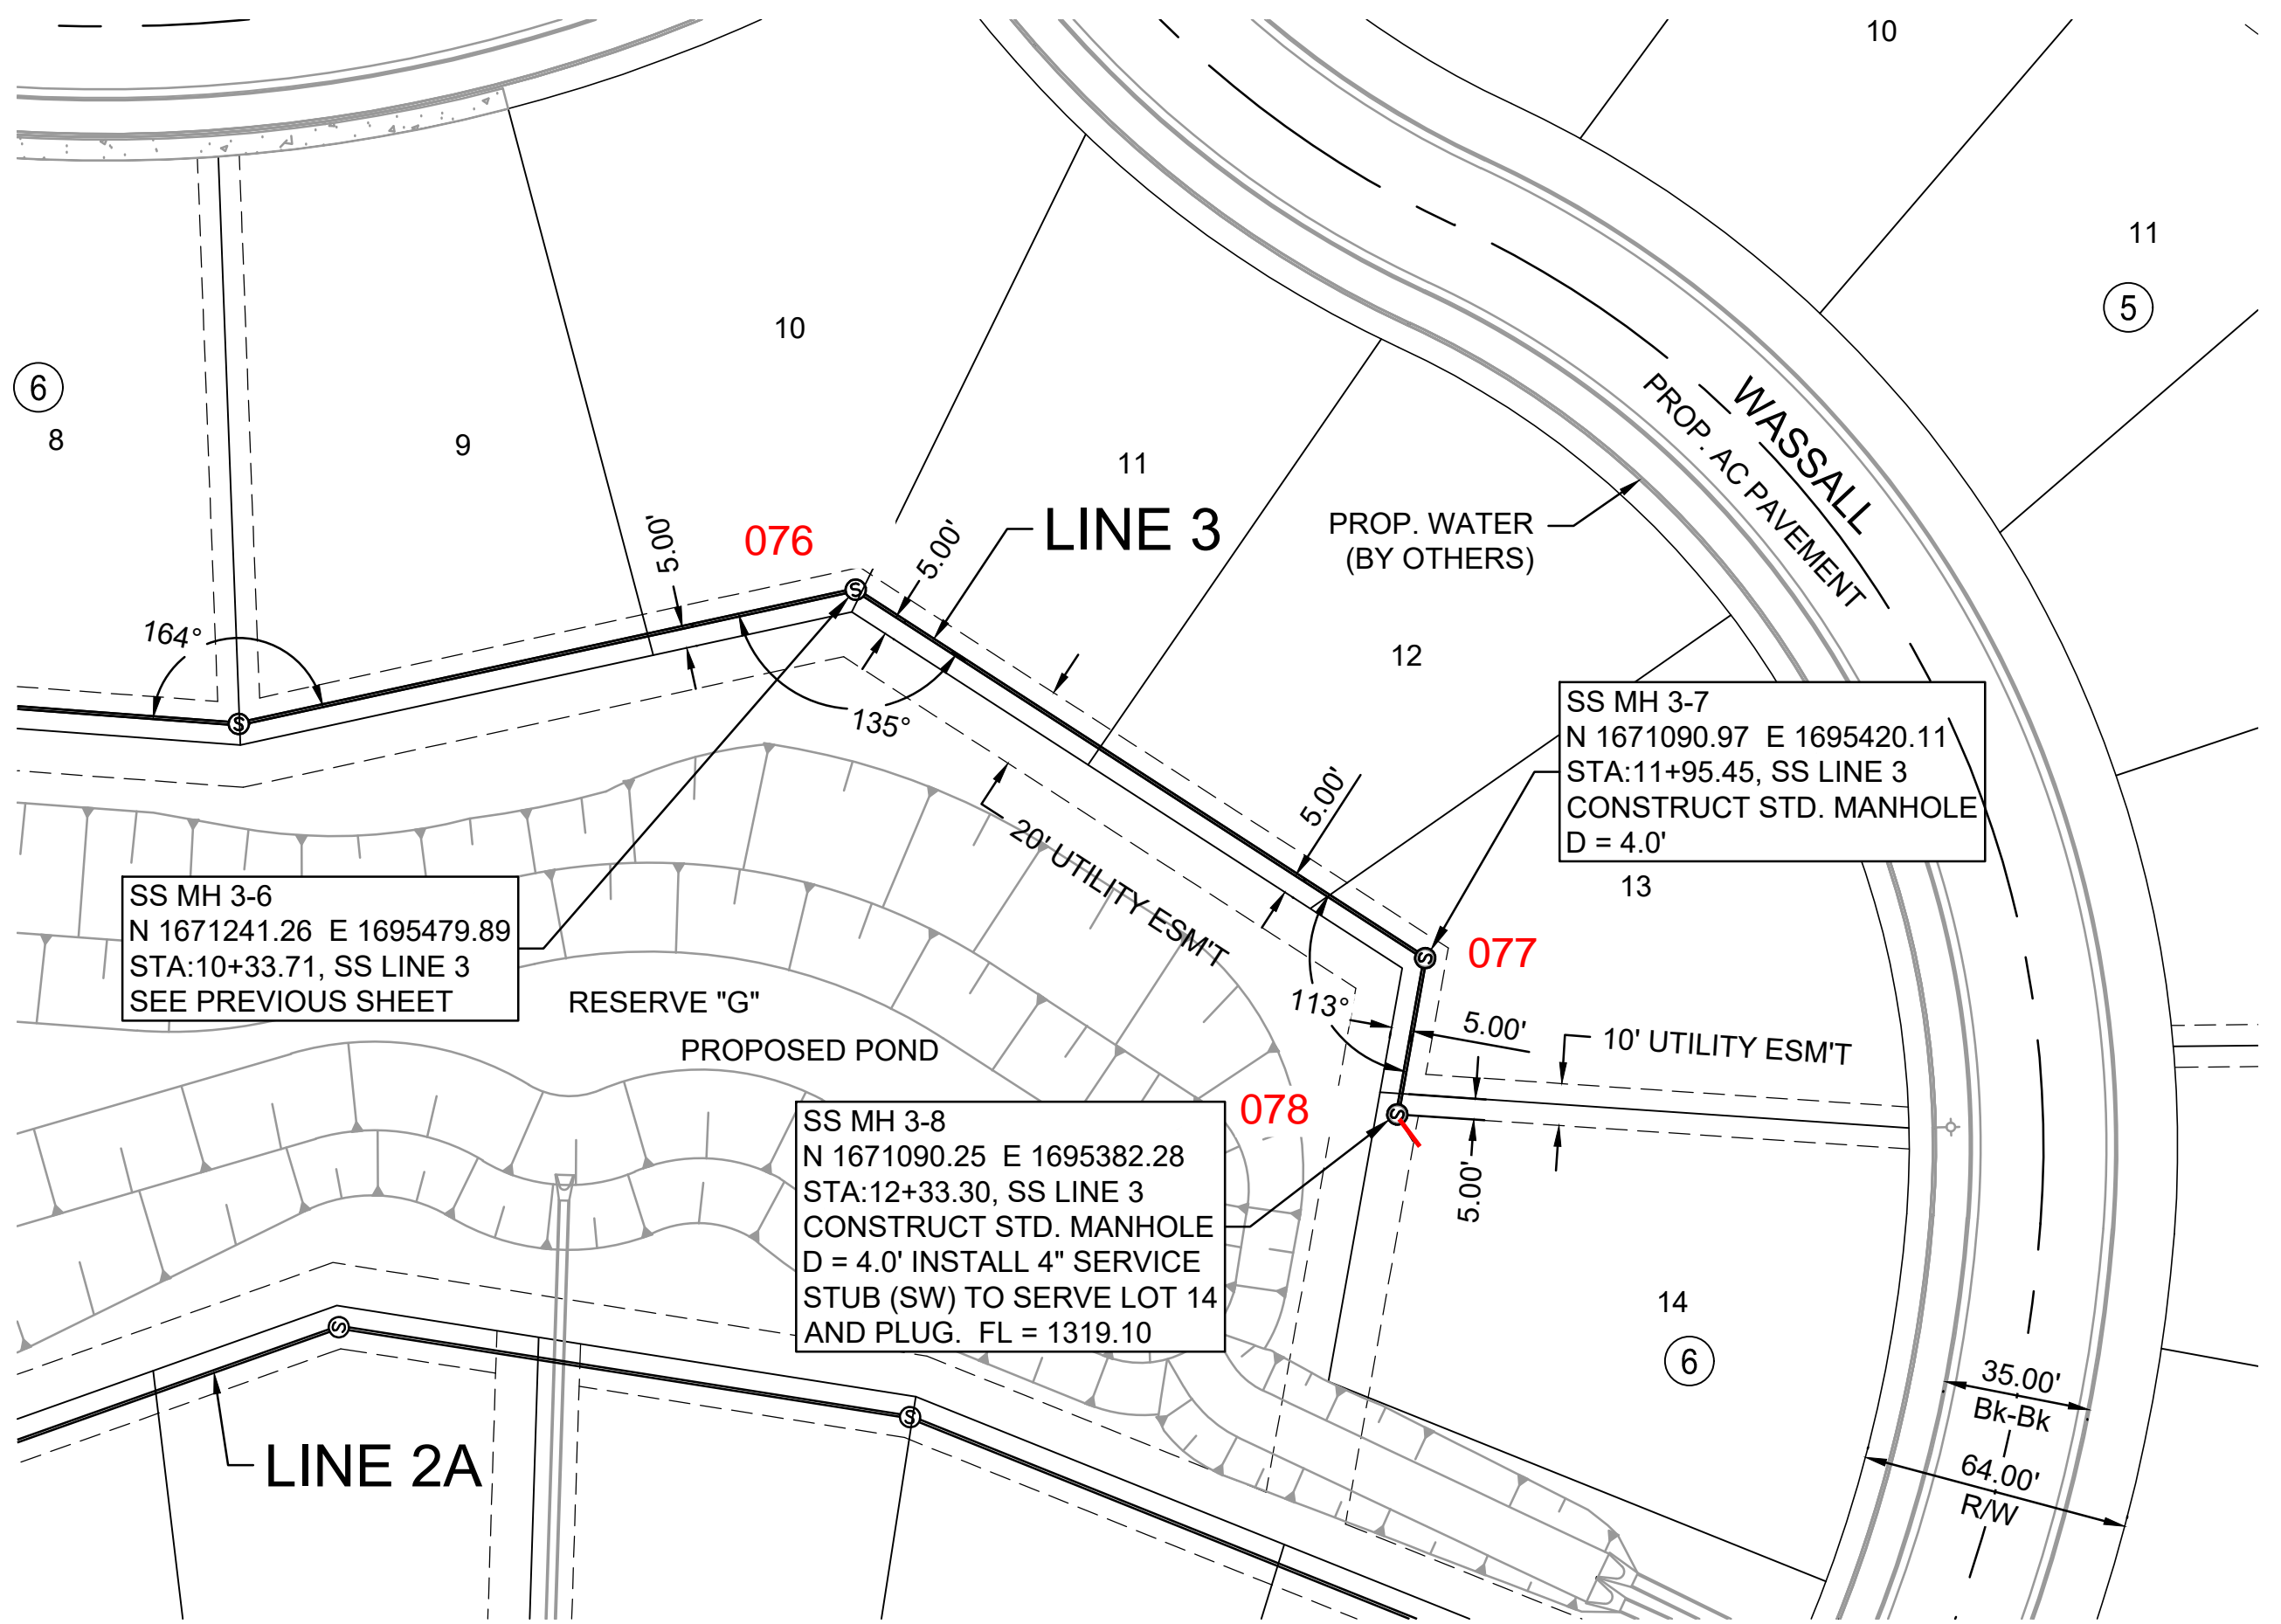 10
11
5
10
6
8
9
11
WASSALL
PROP. AC PAVEMENT
LINE 3
PROP. WATER
(BY OTHERS)
076
5.00'
5.00'
164°
135°
12
SS MH 3-7
N 1671090.97 E 1695420.11
STA:11+95.45, SS LINE 3
CONSTRUCT STD. MANHOLE
D = 4.0'
5.00'
20' UTILITY ESM'T
13
SS MH 3-6
N 1671241.26 E 1695479.89
STA:10+33.71, SS LINE 3
SEE PREVIOUS SHEET
077
RESERVE "G"
113°
5.00'
10' UTILITY ESM'T
PROPOSED POND
078
SS MH 3-8
N 1671090.25 E 1695382.28
STA:12+33.30, SS LINE 3
CONSTRUCT STD. MANHOLE
D = 4.0' INSTALL 4" SERVICE
STUB (SW) TO SERVE LOT 14
AND PLUG. FL = 1319.10
5.00'
14
6
35.00'
Bk-Bk
64.00'
R/W
LINE 2A
S
S
S
S
S
S